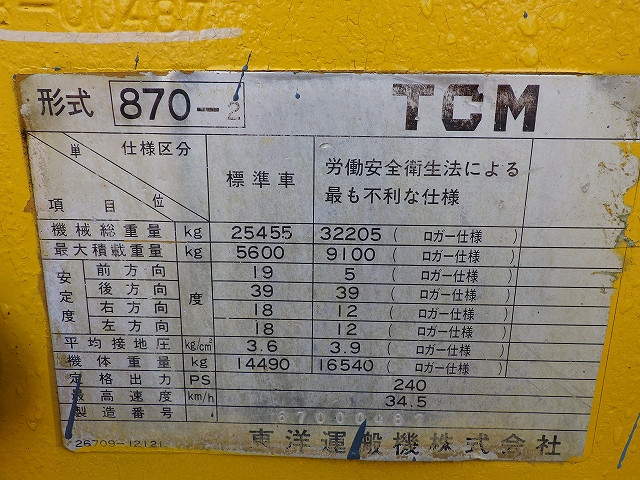 形式 870-2 TCM
単位 仕様区分 項目 標準車 労働安全衛生法による最も不利な仕様
機械総重量 kg 25455 32205 ( ロガー仕様 )
最大積載重量 kg 5600 9100 ( ロガー仕様 )
安定度 前方向 度 19 5 ( ロガー仕様 )
後方向 39 39 ( ロガー仕様 )
右方向 18 12 ( ロガー仕様 )
左方向 18 12 ( ロガー仕様 )
平均接地圧 kg/cm² 3.6 3.9 ( ロガー仕様 )
機体重量 kg 14490 16540 ( ロガー仕様 )
定格出力 PS 240
最高速度 km/h 34.5
製造番号
26709-12121 東洋運搬機株式会社